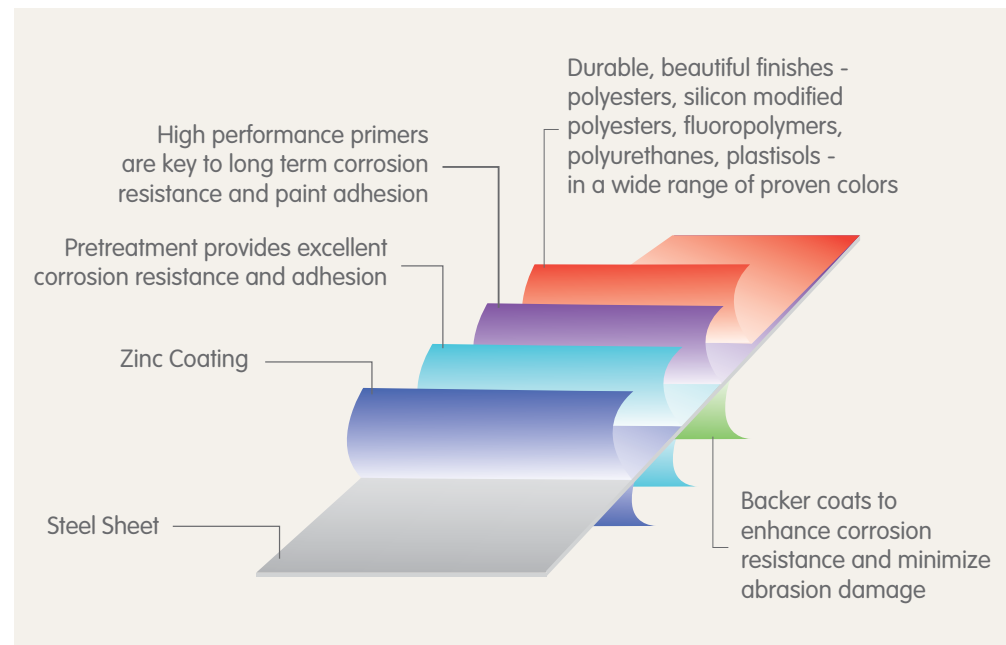 Durable, beautiful finishes -
polyesters, silicon modified
polyesters, fluoropolymers,
polyurethanes, plastisols -
in a wide range of proven colors
High performance primers
are key to long term corrosion
resistance and paint adhesion
Pretreatment provides excellent
corrosion resistance and adhesion
Zinc Coating
Steel Sheet
Backer coats to
enhance corrosion
resistance and minimize
abrasion damage